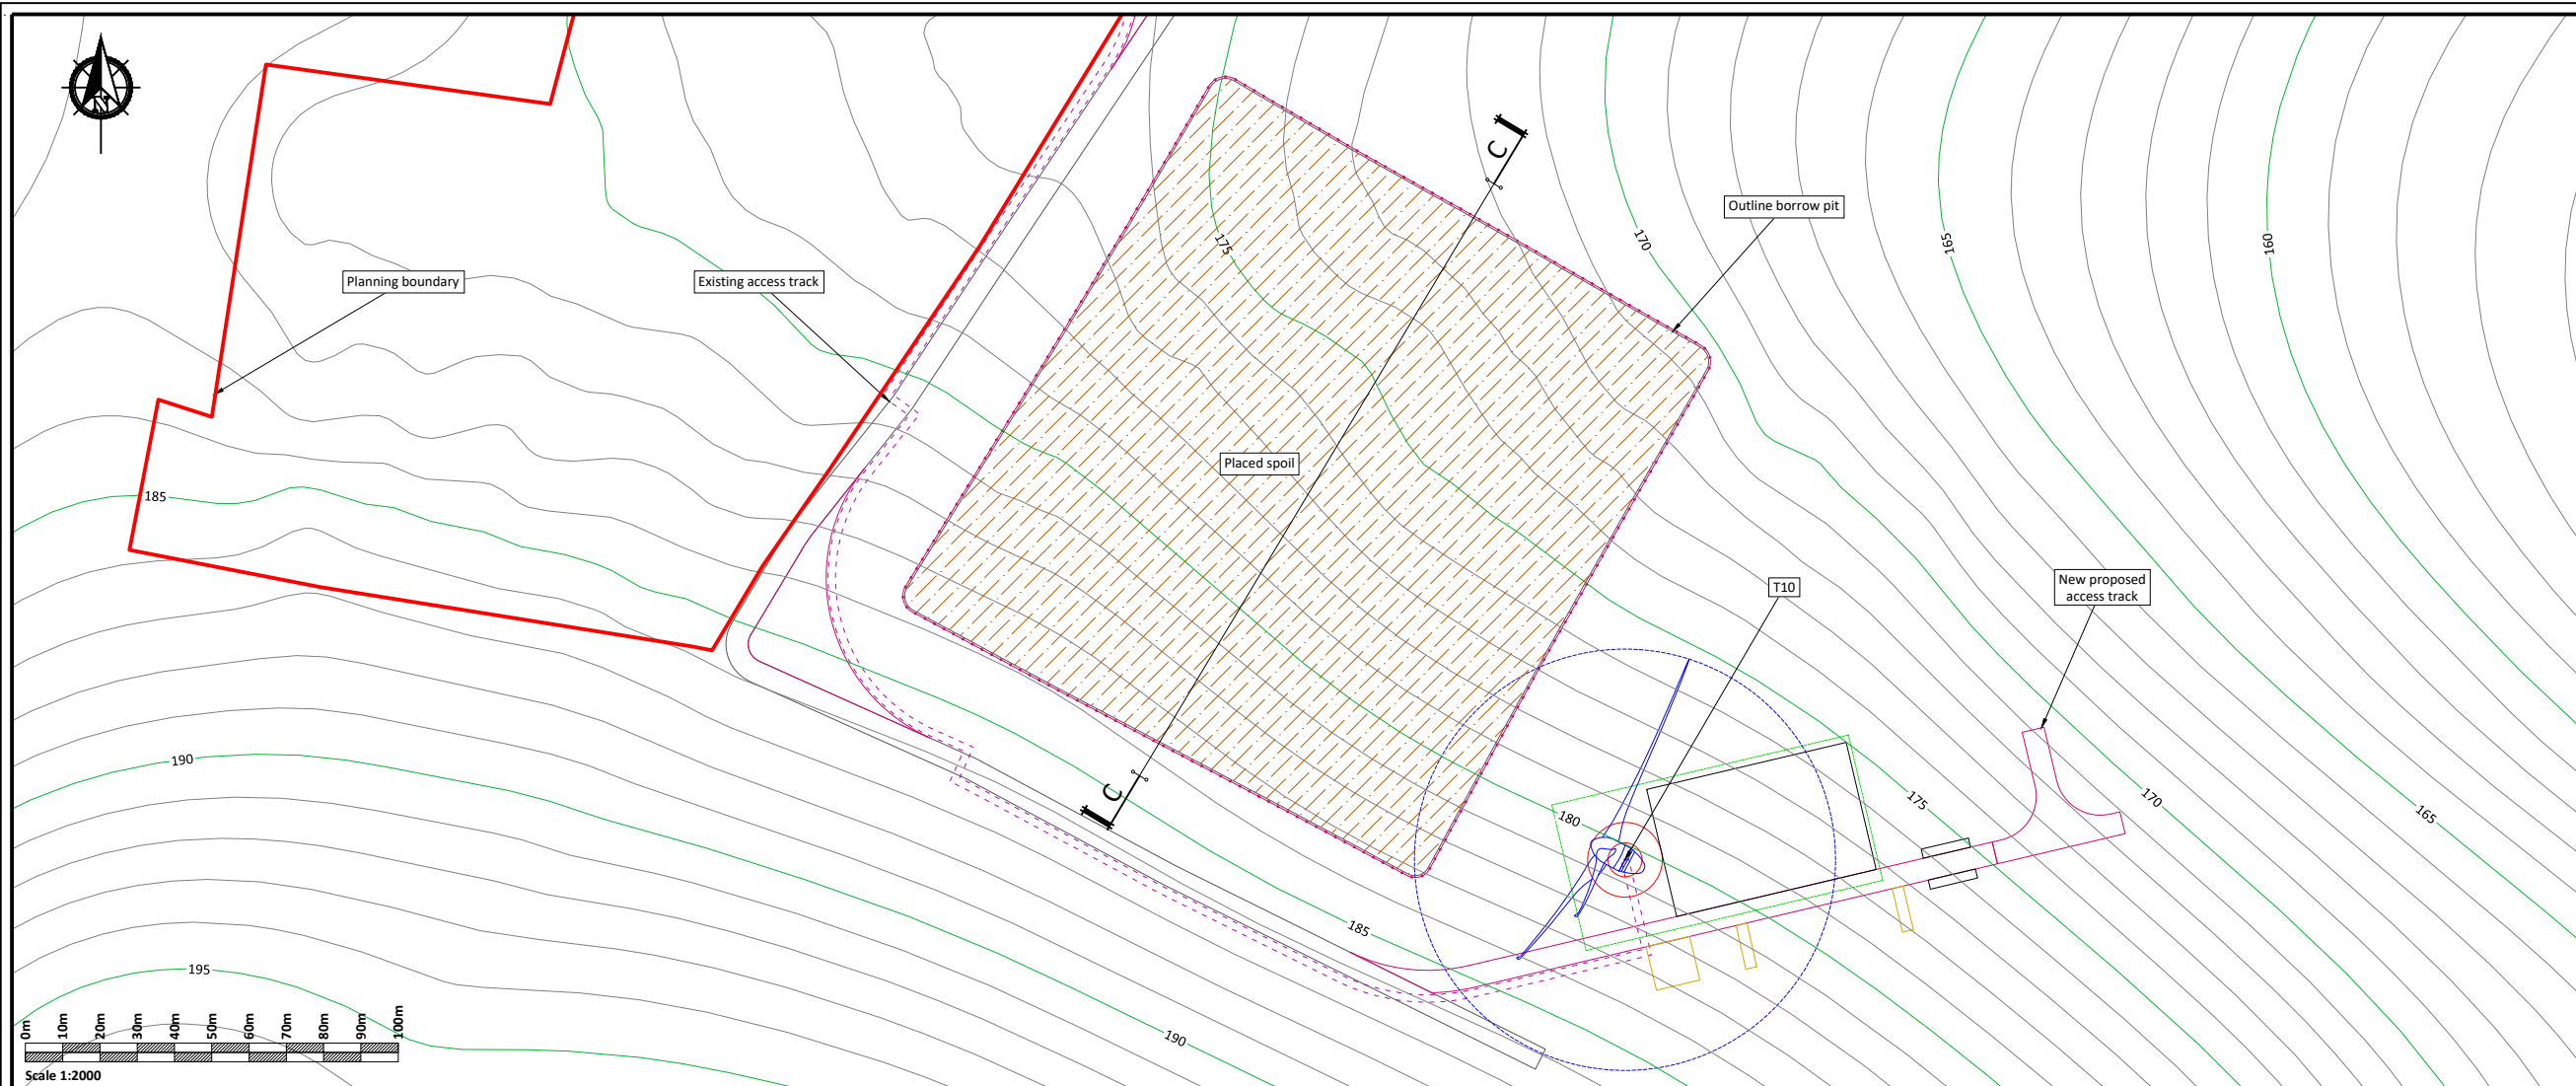 N
C
Outline borrow pit
175
170
165
160
Planning boundary
Existing access track
Placed spoil
185
T10
New proposed
access track
190
C
180
175
170
165
185
195
190
0m
10m
20m
30m
40m
50m
60m
70m
80m
90m
100m
Scale 1:2000